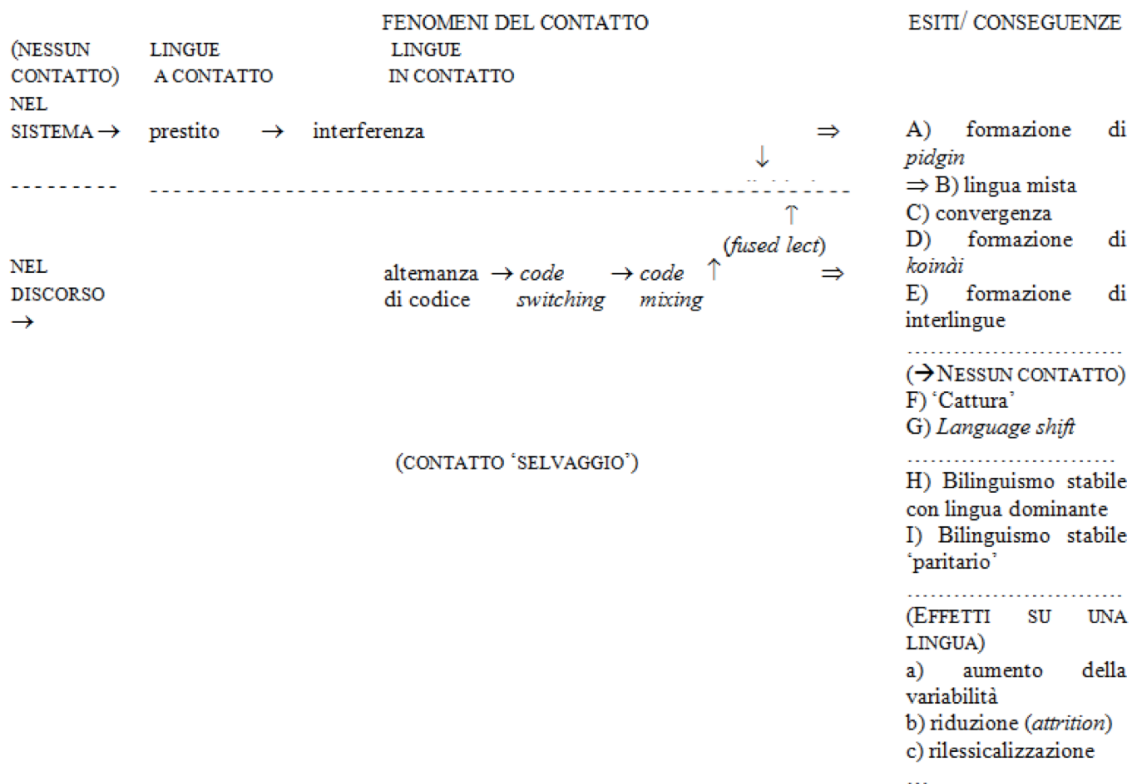 FENOMENI DEL CONTATTO ESITI/ CONSEGUENZE
(NESSUN LINGUE LINGUE
CONTATTO) A CONTATTO IN CONTATTO
NEL
SISTEMA → prestito → interferenza ⇒
↓
↑
(fused lect)
NEL alternanza → code → code ↑ ⇒
DISCORSO di codice switching mixing
→
(CONTATTO ‘SELVAGGIO’)
A) formazione di
pidgin
⇒ B) lingua mista
C) convergenza
D) formazione di
koinài
E) formazione di
interlingue
(→NESSUN CONTATTO)
F) ‘Cattura’
G) Language shift
H) Bilinguismo stabile
con lingua dominante
I) Bilinguismo stabile
‘paritario’
(EFFETTI SU UNA
LINGUA)
a) aumento della
variabilità
b) riduzione (attrition)
c) rilessicalizzazione
...